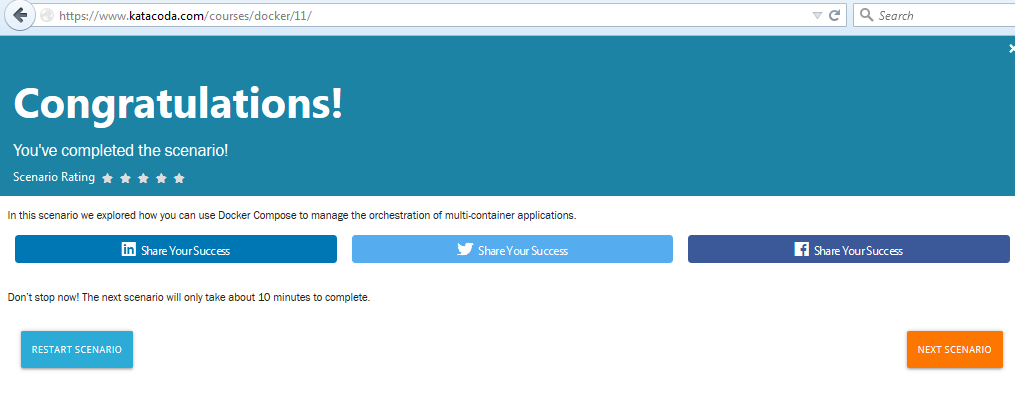 https://www.katacoda.com/courses/docker/11/
Search
Congratulations!
You've completed the scenario!
Scenario Rating
In this scenario we explored how you can use Docker Compose to manage the orchestration of multi-container applications.
Share Your Success
Share Your Success
Share Your Success
Don't stop now! The next scenario will only take about 10 minutes to complete.
RESTART SCENARIO
NEXT SCENARIO